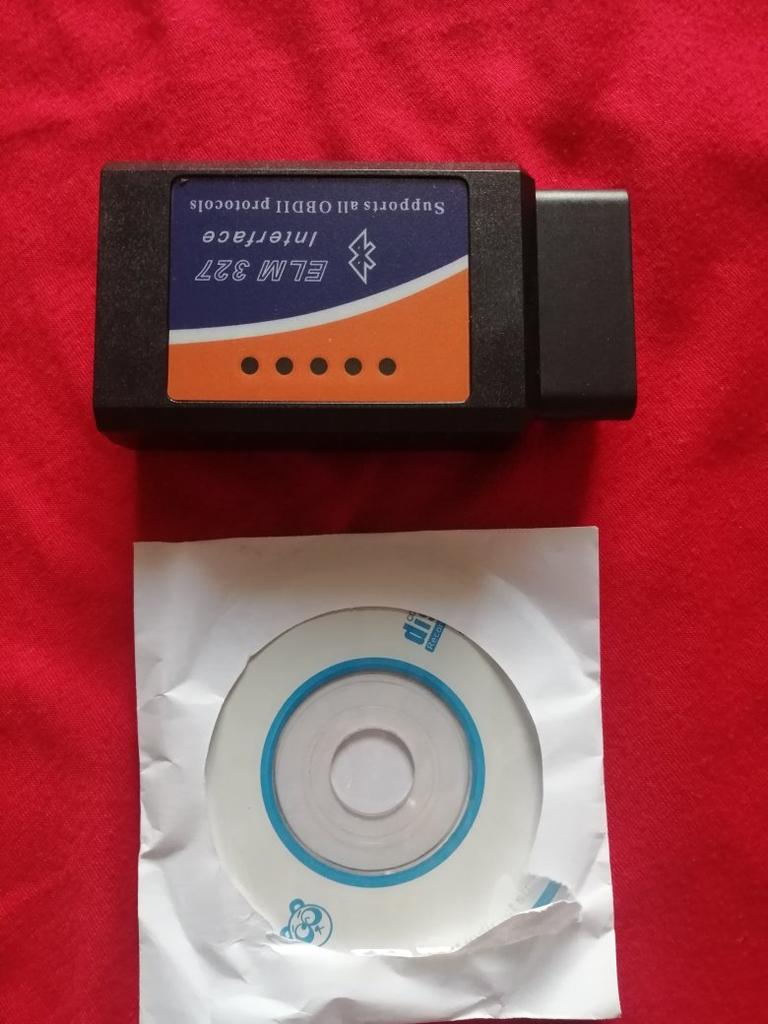 ELM 327
Interface
Supports all OBDII protocols